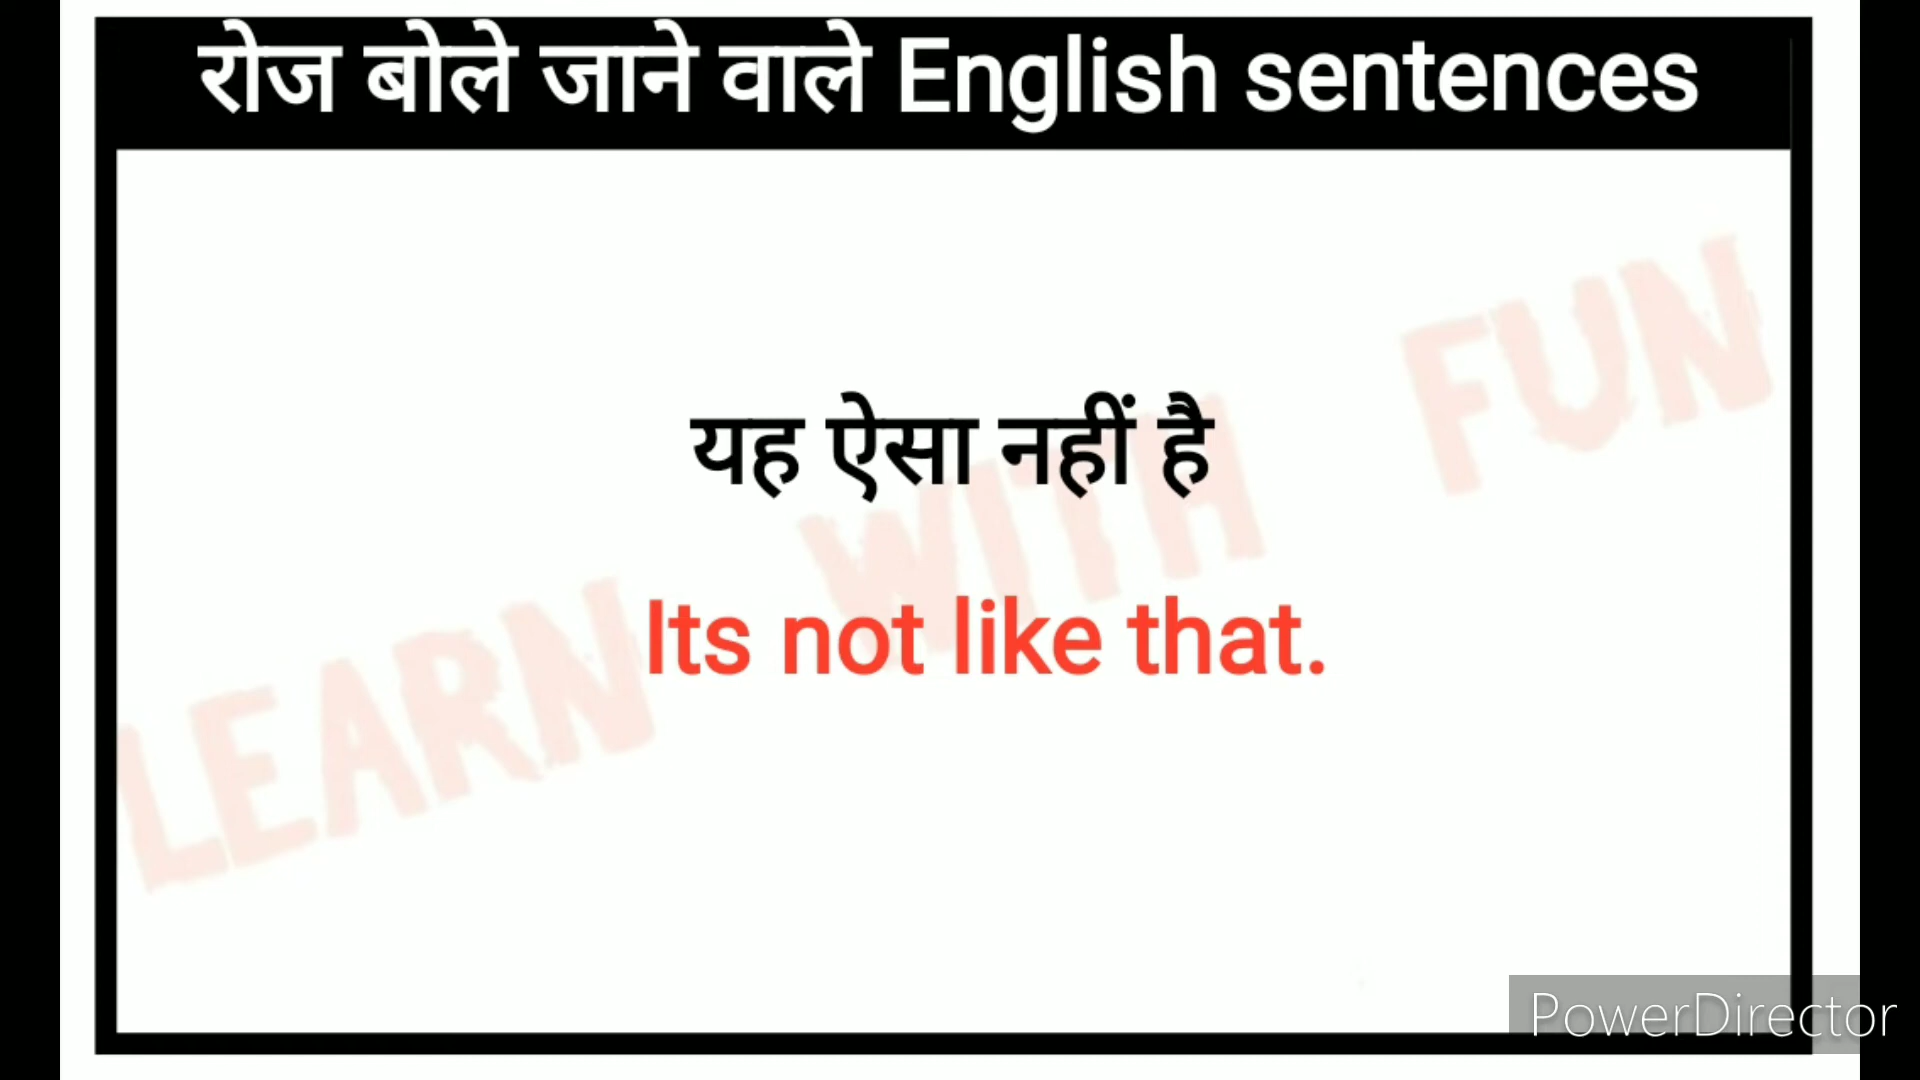 रोज बोले जाने वाले English sentences
यह ऐसा नहीं है
Its not like that.
LEARN WITH FUN
PowerDirector